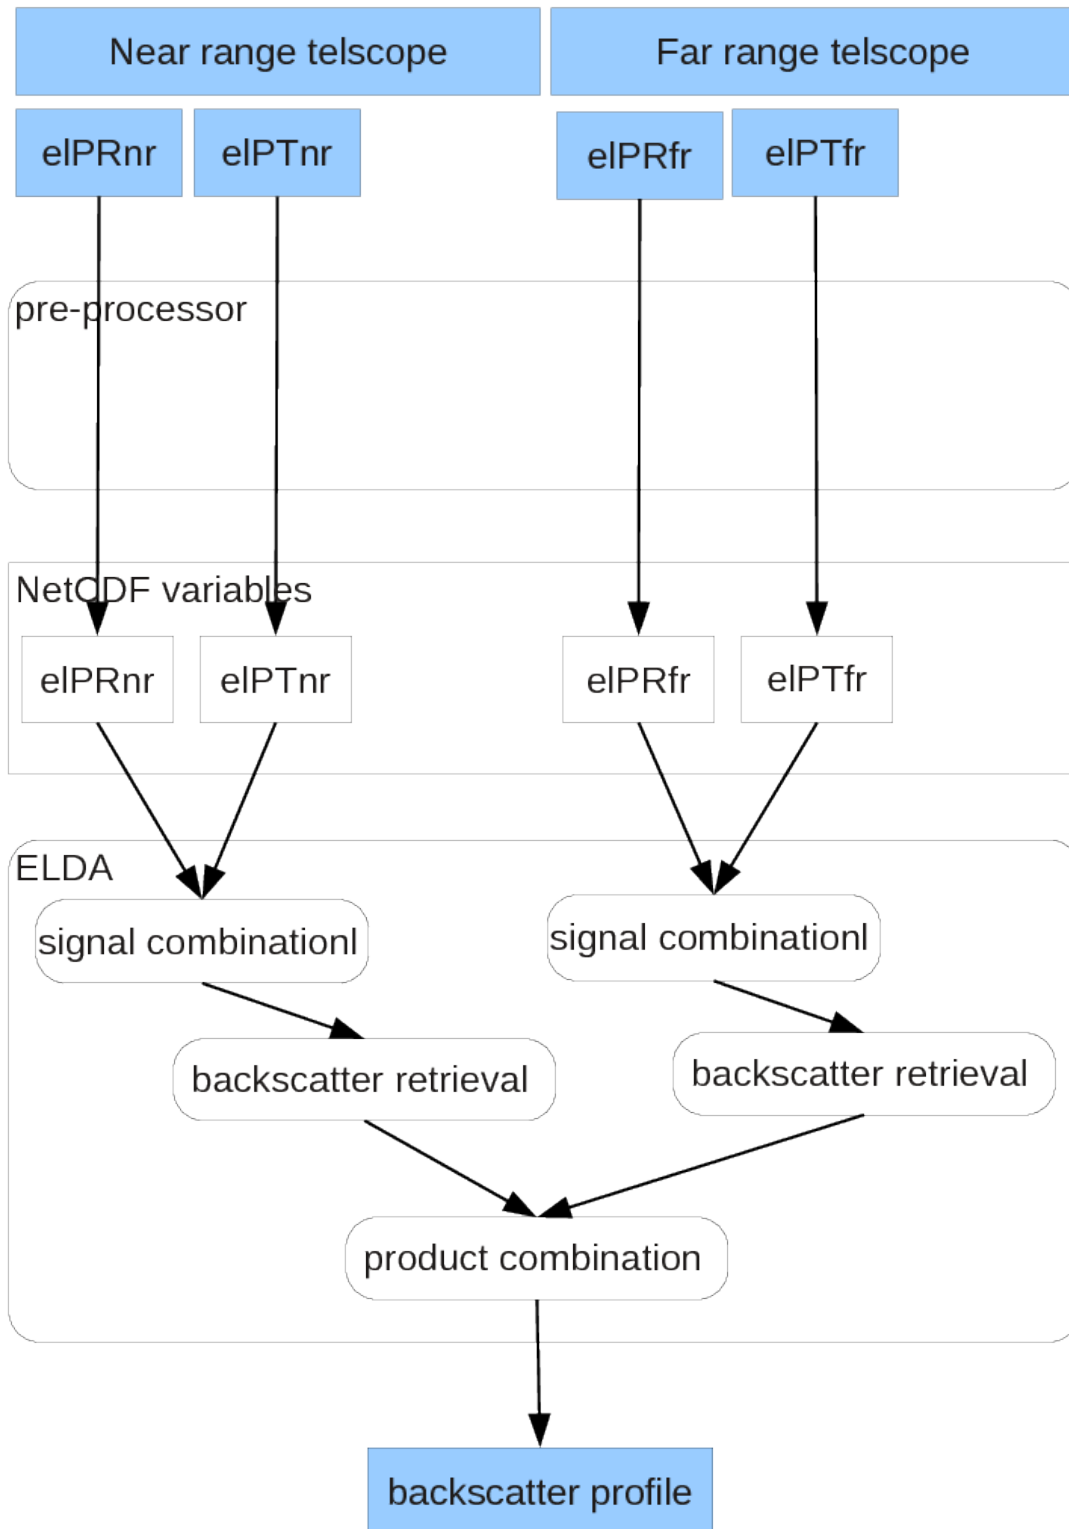 Near range telscope
Far range telscope
elPRnr
elPTnr
elPRfr
elPTfr
pre-processor
NetCDF variables
elPRnr
elPTnr
elPRfr
elPTfr
ELDA
signal combinationl
signal combinationl
backscatter retrieval
backscatter retrieval
product combination
backscatter profile